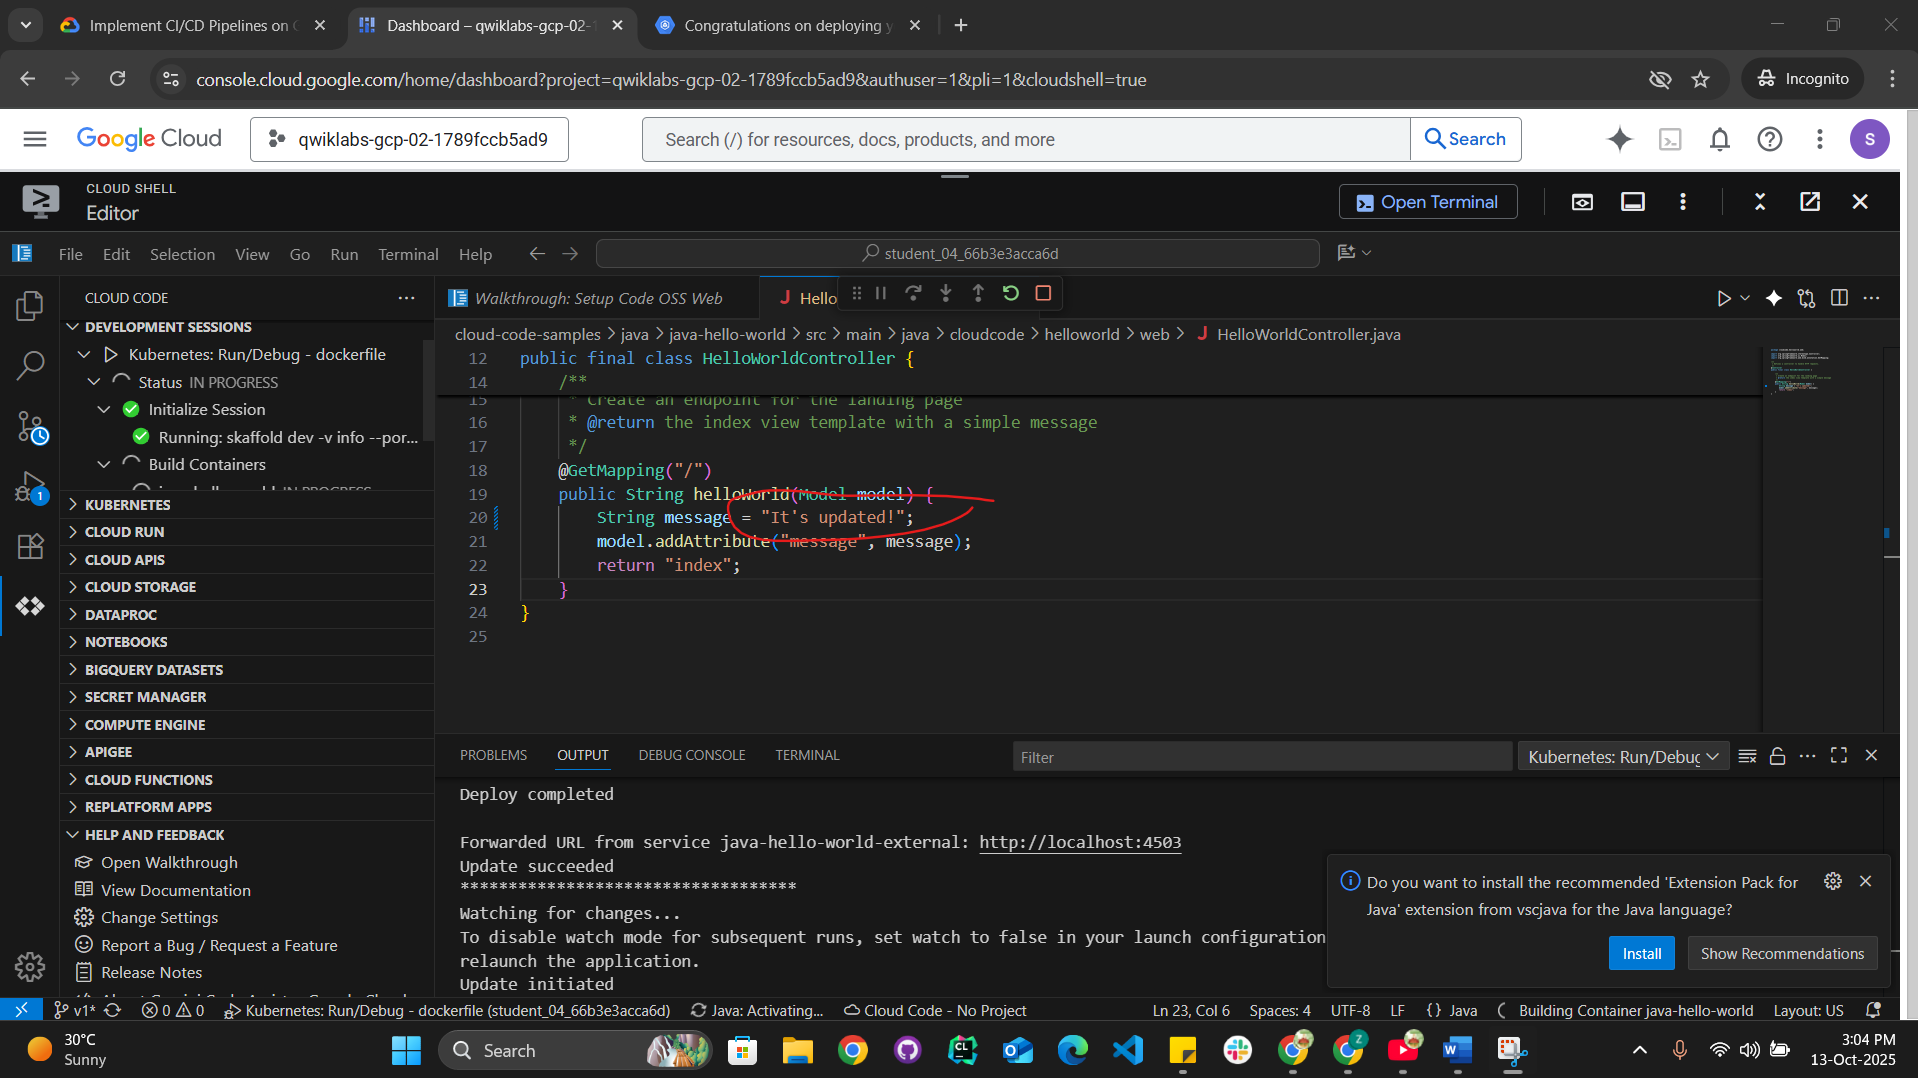 Implement CI/CD Pipelines on
Dashboard – qwiklabs-gcp-02-
Congratulations on deploying
console.cloud.google.com/home/dashboard?project=qwiklabs-gcp-02-1789fccb5ad9&authuser=1&pli=1&cloudshell=true
Incognito
Google Cloud
qwiklabs-gcp-02-1789fccb5ad9
Search (/) for resources, docs, products, and more
Search
S
CLOUD SHELL
Editor
Open Terminal
File Edit Selection View Go Run Terminal Help
student_04_66b3e3acca6d
CLOUD CODE
DEVELOPMENT SESSIONS
Kubernetes: Run/Debug - dockerfile
Status IN PROGRESS
Initialize Session
Running: skaffold dev -v info --por...
Build Containers
KUBERNETES
CLOUD RUN
CLOUD APIS
CLOUD STORAGE
DATAPROC
NOTEBOOKS
BIGQUERY DATASETS
SECRET MANAGER
COMPUTE ENGINE
APIGEE
CLOUD FUNCTIONS
REPLATFORM APPS
HELP AND FEEDBACK
Open Walkthrough
View Documentation
Change Settings
Report a Bug / Request a Feature
Release Notes
Walkthrough: Setup Code OSS Web
J Hello
cloud-code-samples > java > java-hello-world > src > main > java > cloudcode > helloworld > web > J HelloWorldController.java
12 public final class HelloWorldController {
14 /**
15 * Create an endpoint for the landing page
16 * @return the index view template with a simple message
17 */
18 @GetMapping("/")
19 public String helloWorld(Model model) {
20 String message = "It's updated!";
21 model.addAttribute("message", message);
22 return "index";
23 }
24 }
25
PROBLEMS OUTPUT DEBUG CONSOLE TERMINAL
Filter
Kubernetes: Run/Debug
Deploy completed
Forwarded URL from service java-hello-world-external: http://localhost:4503
Update succeeded
***********************************
Watching for changes...
To disable watch mode for subsequent runs, set watch to false in your launch configuration
relaunch the application.
Update initiated
Do you want to install the recommended 'Extension Pack for
Java' extension from vscjava for the Java language?
Install
Show Recommendations
v1* 0 0 Kubernetes: Run/Debug - dockerfile (student_04_66b3e3acca6d) Java: Activating... Cloud Code - No Project Ln 23, Col 6 Spaces: 4 UTF-8 LF {} Java Building Container java-hello-world Layout: US
30°C
Sunny
Search
3:04 PM
13-Oct-2025